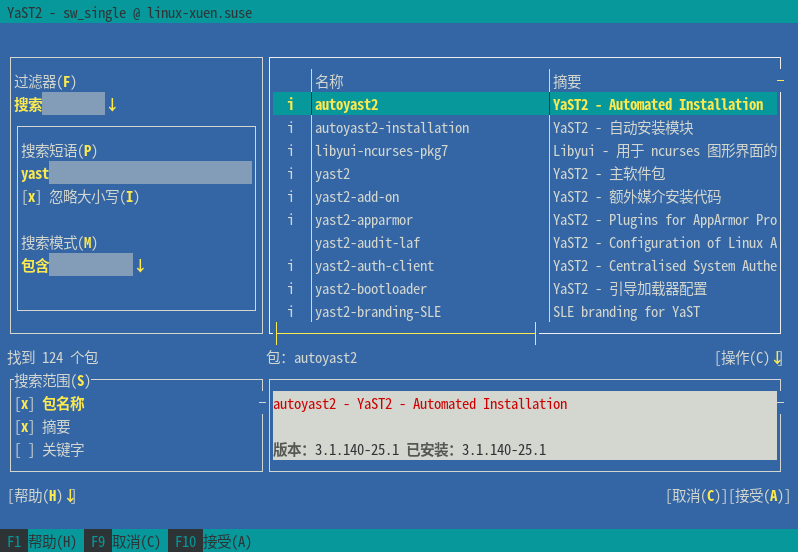 YaST2 - sw_single @ linux-xuen.suse
过滤器(F)
搜索 ↓
搜索短语(P)
yast
[x] 忽略大小写(I)
搜索模式(M)
包含 ↓
名称 摘要
i autoyast2 YaST2 - Automated Installation
i autoyast2-installation YaST2 - 自动安装模块
i libyui-ncurses-pkg7 Libyui - 用于 ncurses 图形界面的
i yast2 YaST2 - 主软件包
i yast2-add-on YaST2 - 额外媒介安装代码
i yast2-apparmor YaST2 - Plugins for AppArmor Pro
yast2-audit-laf YaST2 - Configuration of Linux A
i yast2-auth-client YaST2 - Centralised System Authe
i yast2-bootloader YaST2 - 引导加载器配置
i yast2-branding-SLE SLE branding for YaST
找到 124 个包
包: autoyast2 [操作(C)↓]
搜索范围(S)
[x] 包名称
[x] 摘要
[ ] 关键字
autoyast2 - YaST2 - Automated Installation
版本: 3.1.140-25.1 已安装: 3.1.140-25.1
[帮助(H)↓] [取消(C)][接受(A)]
F1 帮助(H) F9 取消(C) F10 接受(A)